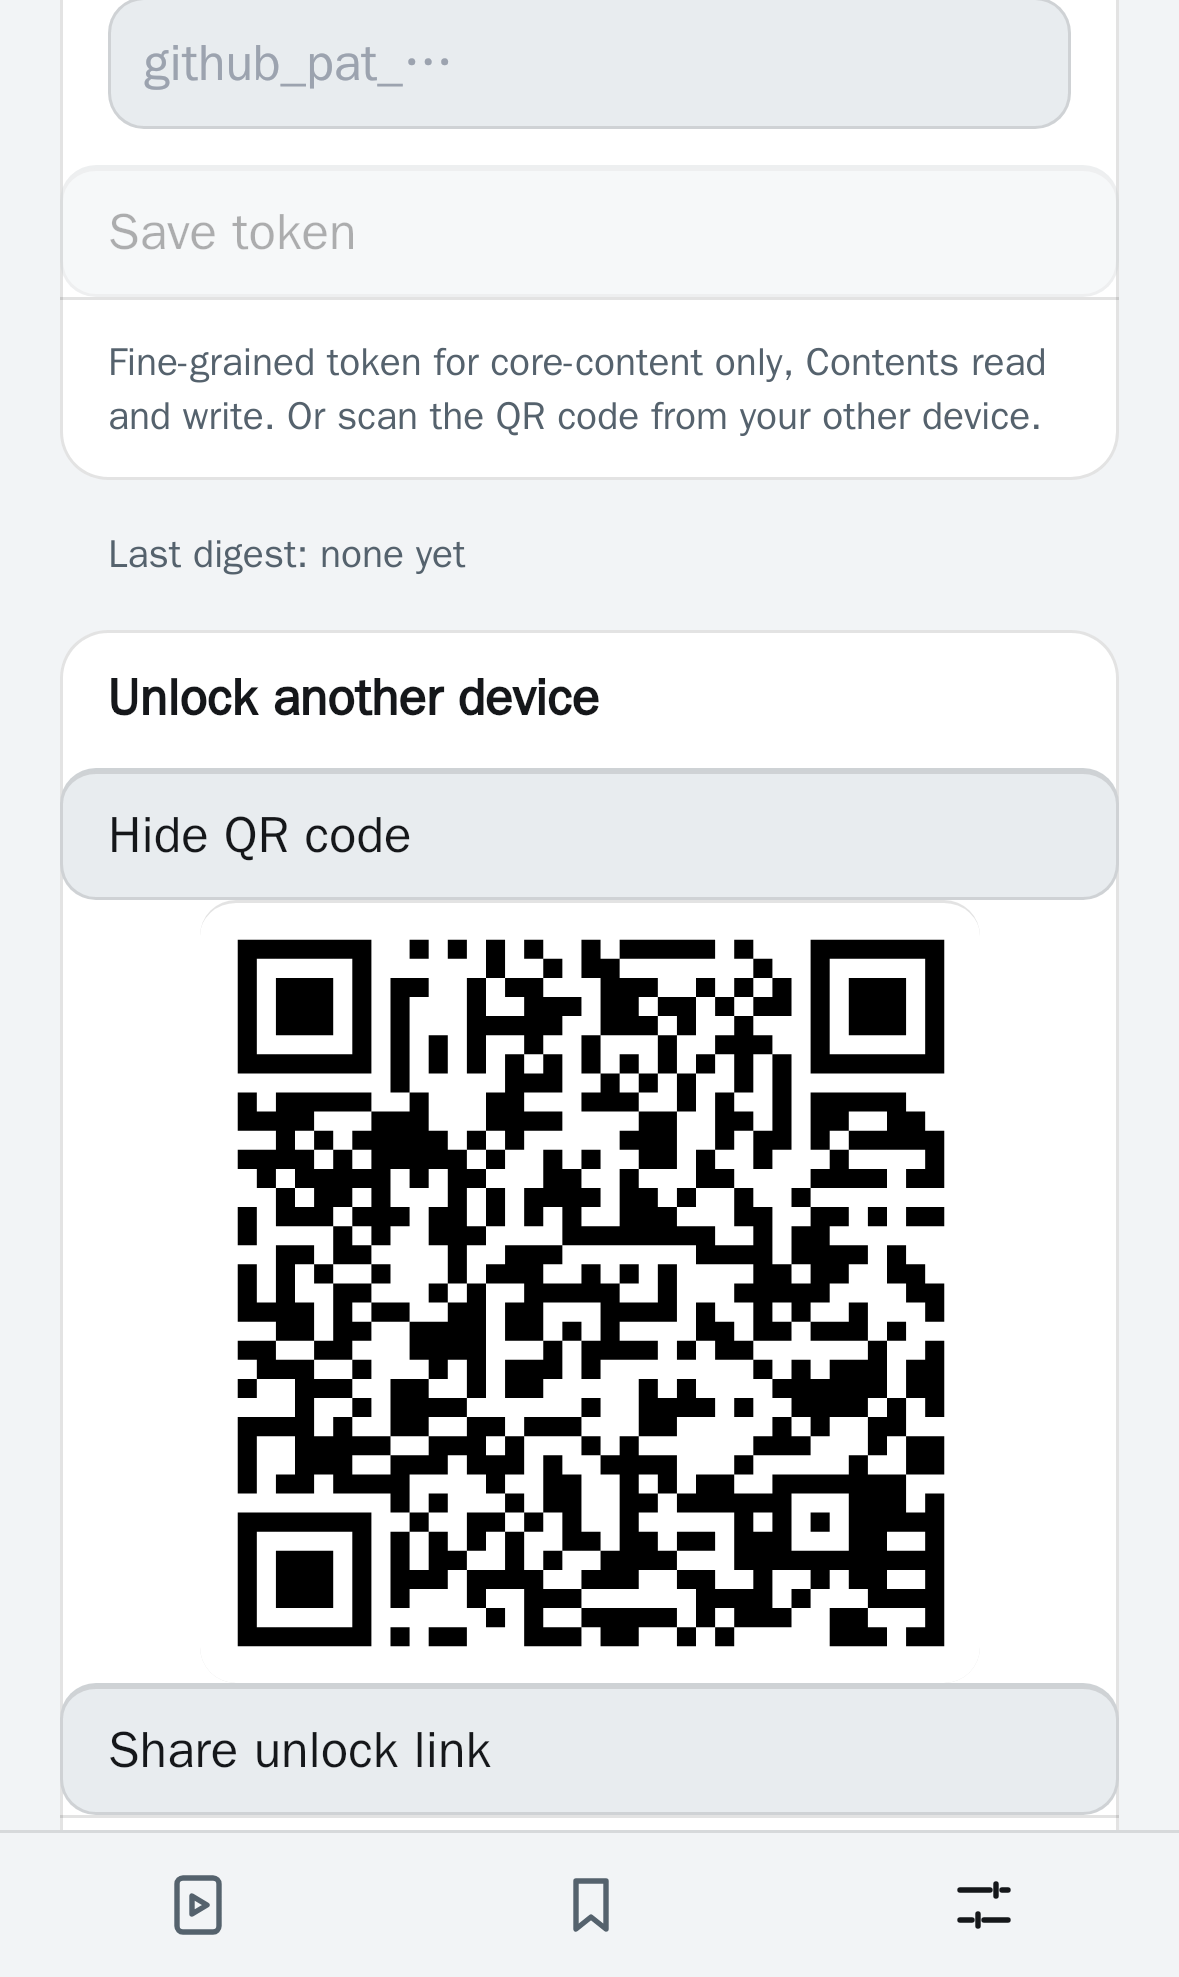 github_pat_···
Save token
Fine-grained token for core-content only, Contents read
and write. Or scan the QR code from your other device.
Last digest: none yet
Unlock another device
Hide QR code
Share unlock link